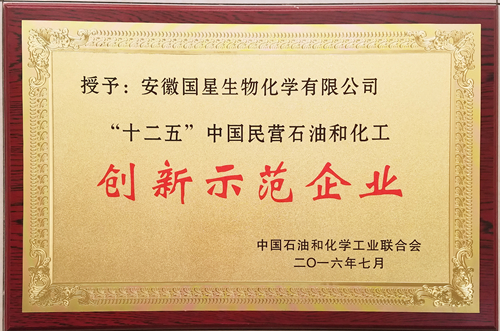 授予：安徽国星生物化学有限公司
“十二五”中国民营石油和化工
创新示范企业
中国石油和化学工业联合会
二〇一六年七月